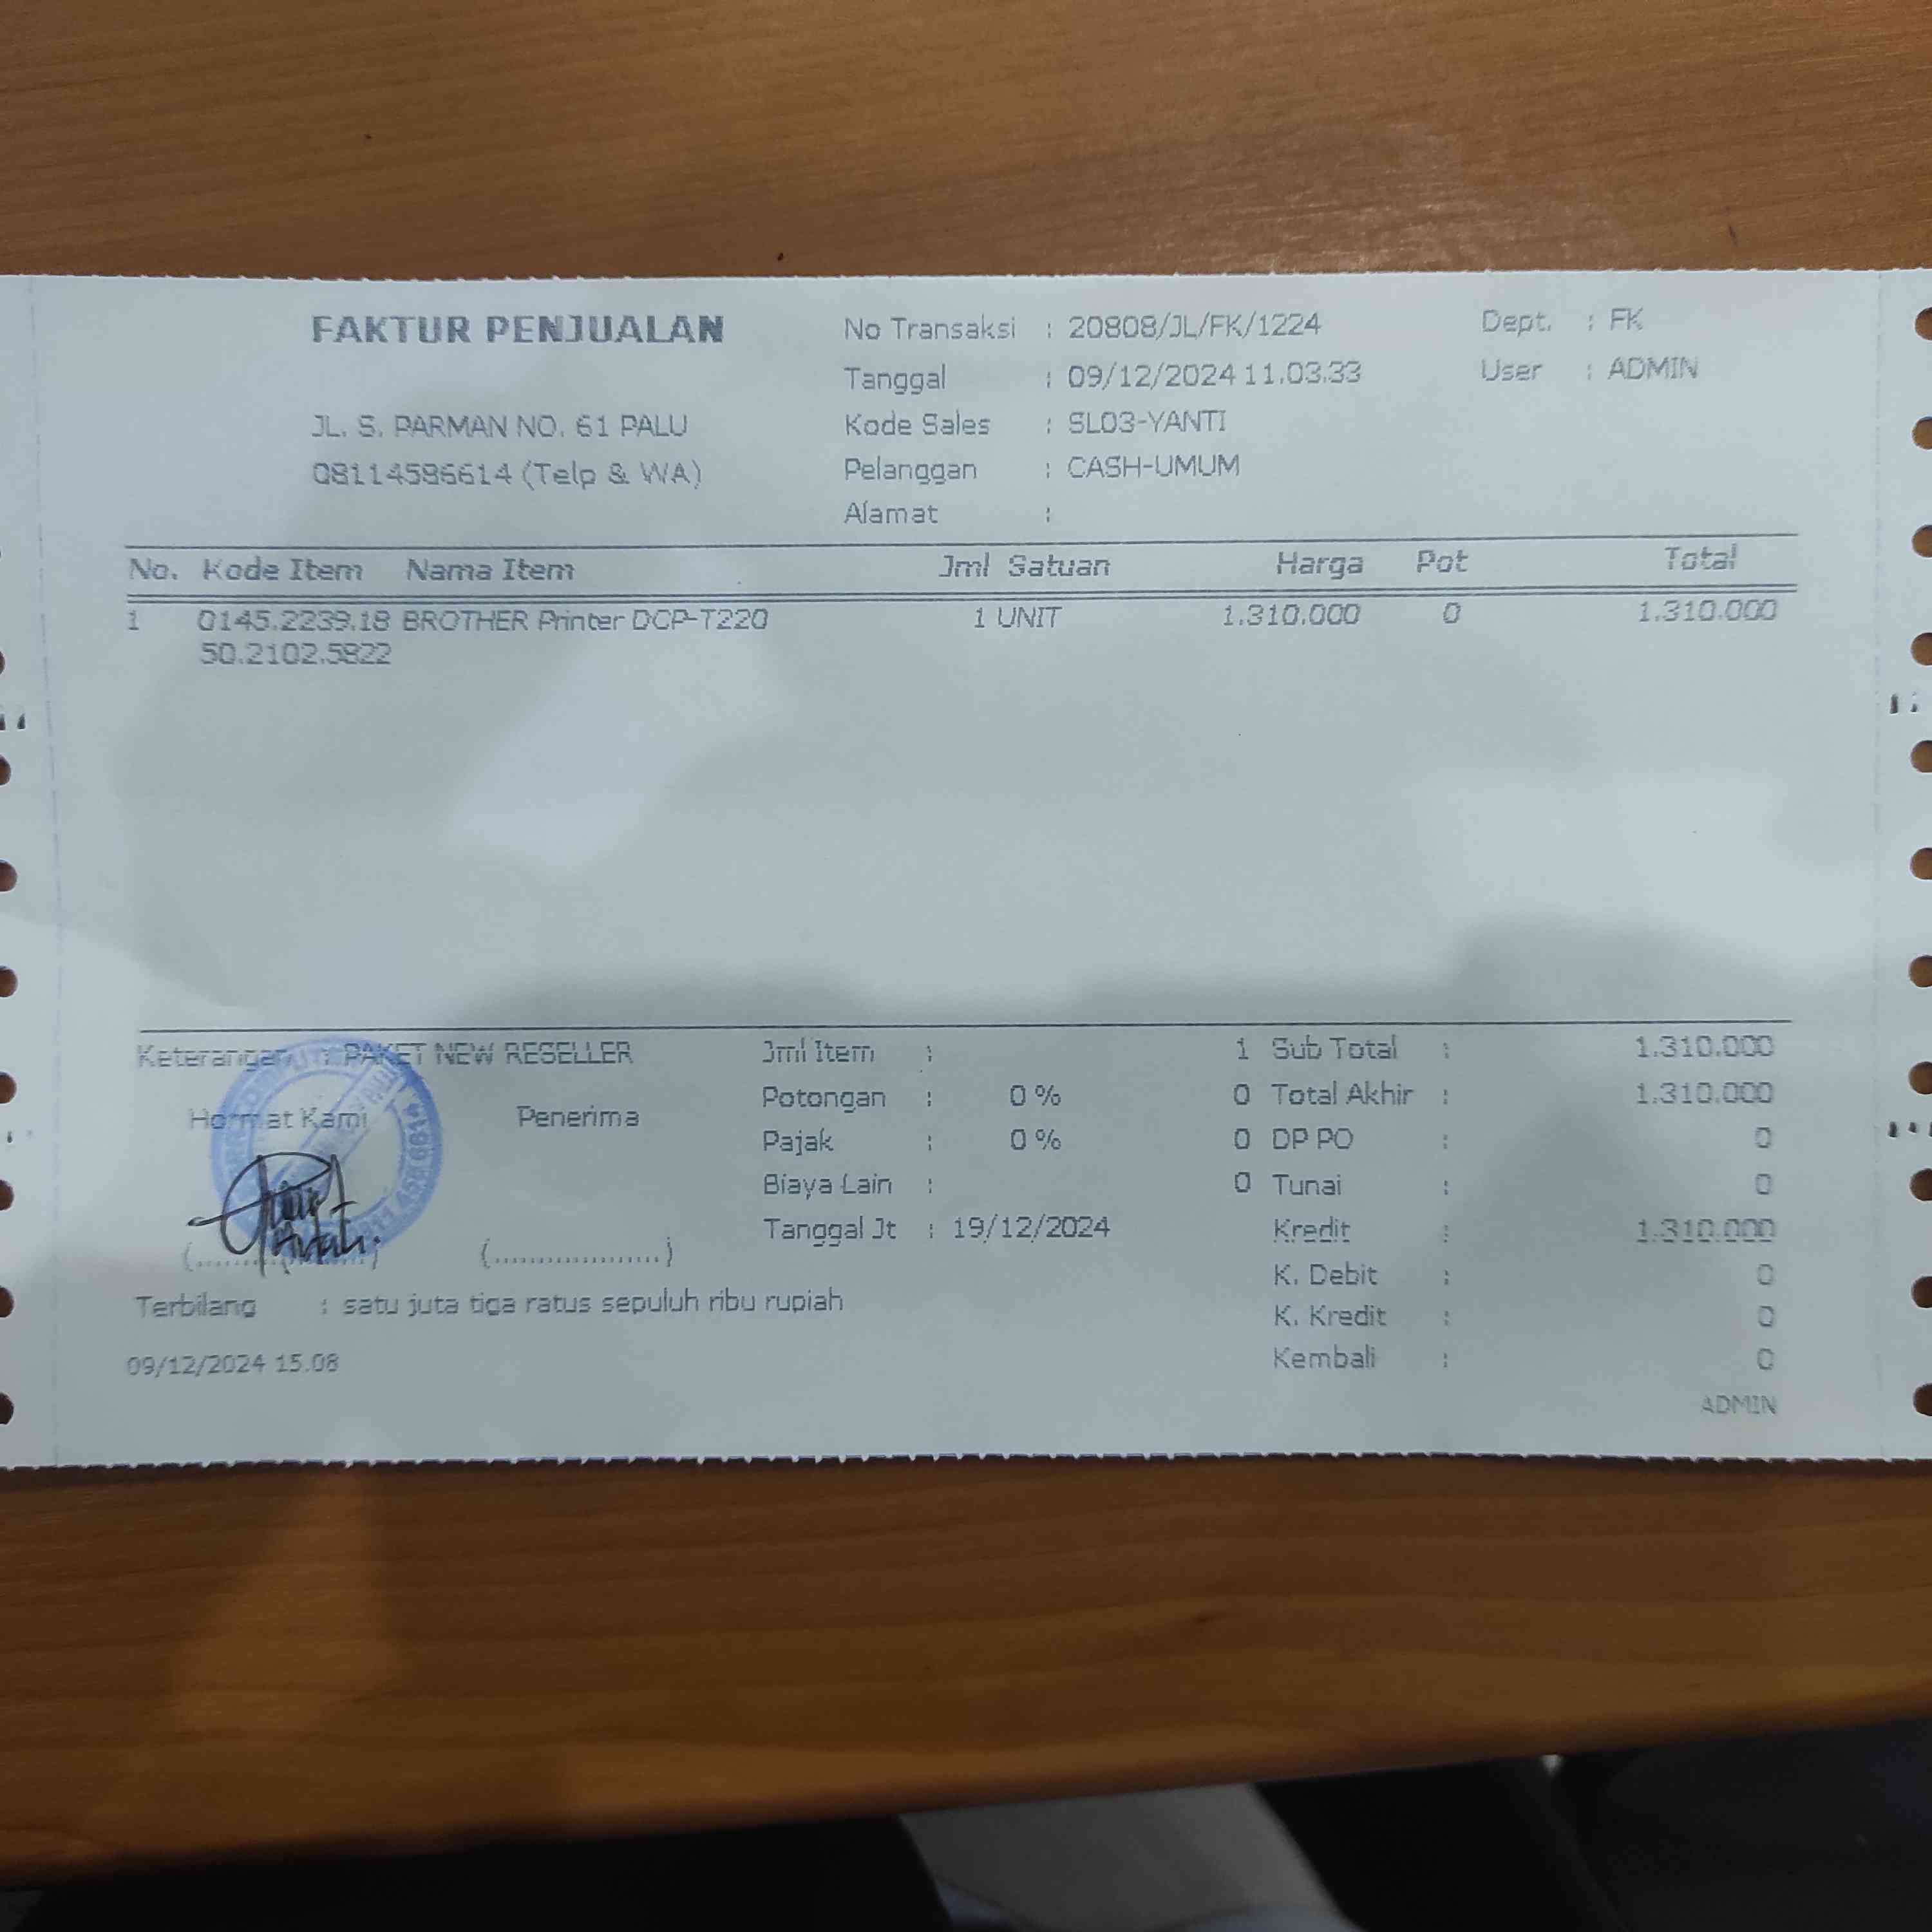 FAKTUR PENJUALAN
JL. S. PARMAN NO. 61 PALU
08114586614 (Telp & WA)
No Transaksi : 20808/JL/FK/1224
Tanggal : 09/12/2024 11.03.33
Kode Sales : SL03-YANTI
Pelanggan : CASH-UMUM
Alamat :
Dept. : FK
User : ADMIN
No. Kode Item Nama Item Jml Satuan Harga Pot Total
1 0145.2239.18 BROTHER Printer DCP-T220 1 UNIT 1.310.000 0 1.310.000
50.2102.5822
Keterangan : PAKET NEW RESELLER
Hormat Kami Penerima
(....................) (....................)
Terbilang : satu juta tiga ratus sepuluh ribu rupiah
09/12/2024 15.08
Jml Item : 1
Potongan : 0 % 0
Pajak : 0 % 0
Biaya Lain : 0
Tanggal Jt : 19/12/2024
Sub Total : 1.310.000
Total Akhir : 1.310.000
DP PO : 0
Tunai : 0
Kredit : 1.310.000
K. Debit : 0
K. Kredit : 0
Kembali : 0
ADMIN